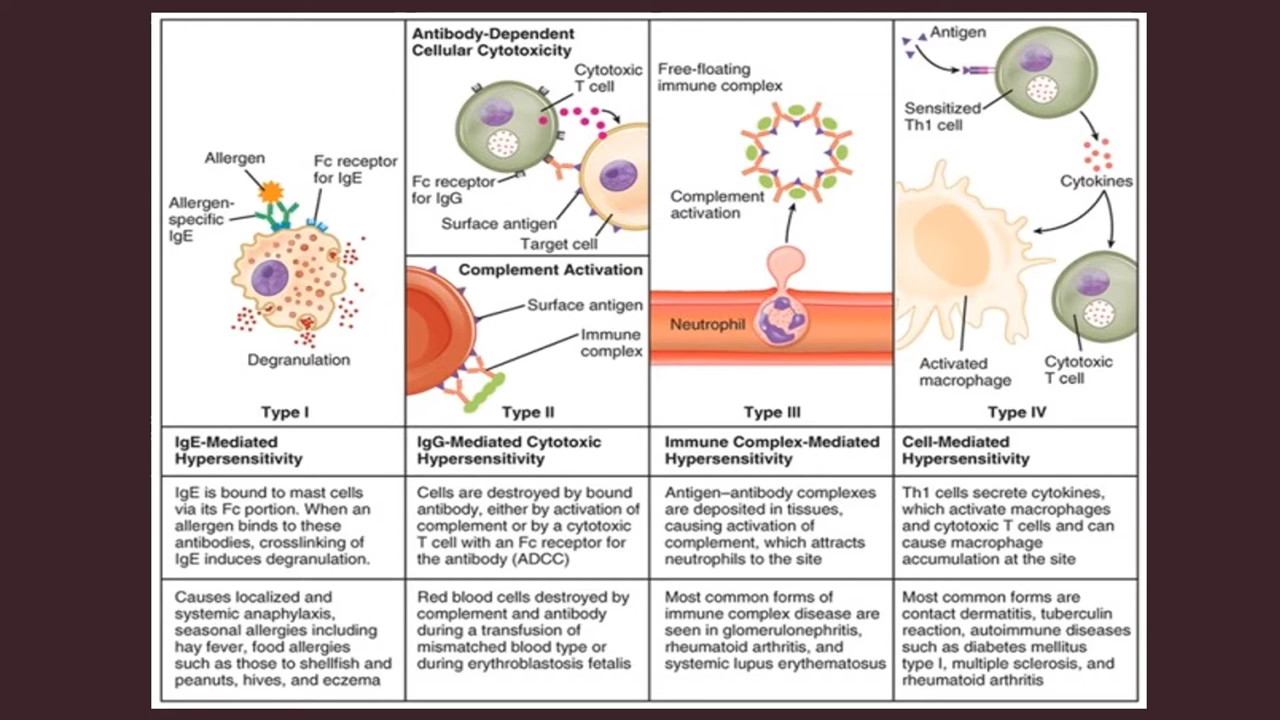 Allergen
Fc receptor
for IgE
Allergen-
specific
IgE
Degranulation
Type I
Antibody-Dependent
Cellular Cytotoxicity
Cytotoxic
T cell
Fc receptor
for IgG
Surface antigen
Target cell
Complement Activation
Surface antigen
Immune
complex
Type II
Free-floating
immune complex
Complement
activation
Neutrophil
Type III
Antigen
Sensitized
Th1 cell
Cytokines
Activated
macrophage
Cytotoxic
T cell
Type IV
IgE-Mediated
Hypersensitivity
IgG-Mediated Cytotoxic
Hypersensitivity
Immune Complex-Mediated
Hypersensitivity
Cell-Mediated
Hypersensitivity
IgE is bound to mast cells
via its Fc portion. When an
allergen binds to these
antibodies, crosslinking of
IgE induces degranulation.
Cells are destroyed by bound
antibody, either by activation of
complement or by a cytotoxic
T cell with an Fc receptor for
the antibody (ADCC)
Antigen–antibody complexes
are deposited in tissues,
causing activation of
complement, which attracts
neutrophils to the site
Th1 cells secrete cytokines,
which activate macrophages
and cytotoxic T cells and can
cause macrophage
accumulation at the site
Causes localized and
systemic anaphylaxis,
seasonal allergies including
hay fever, food allergies
such as those to shellfish and
peanuts, hives, and eczema
Red blood cells destroyed by
complement and antibody
during a transfusion of
mismatched blood type or
during erythroblastosis fetalis
Most common forms of
immune complex disease are
seen in glomerulonephritis,
rheumatoid arthritis, and
systemic lupus erythematosus
Most common forms are
contact dermatitis, tuberculin
reaction, autoimmune diseases
such as diabetes mellitus
type I, multiple sclerosis, and
rheumatoid arthritis